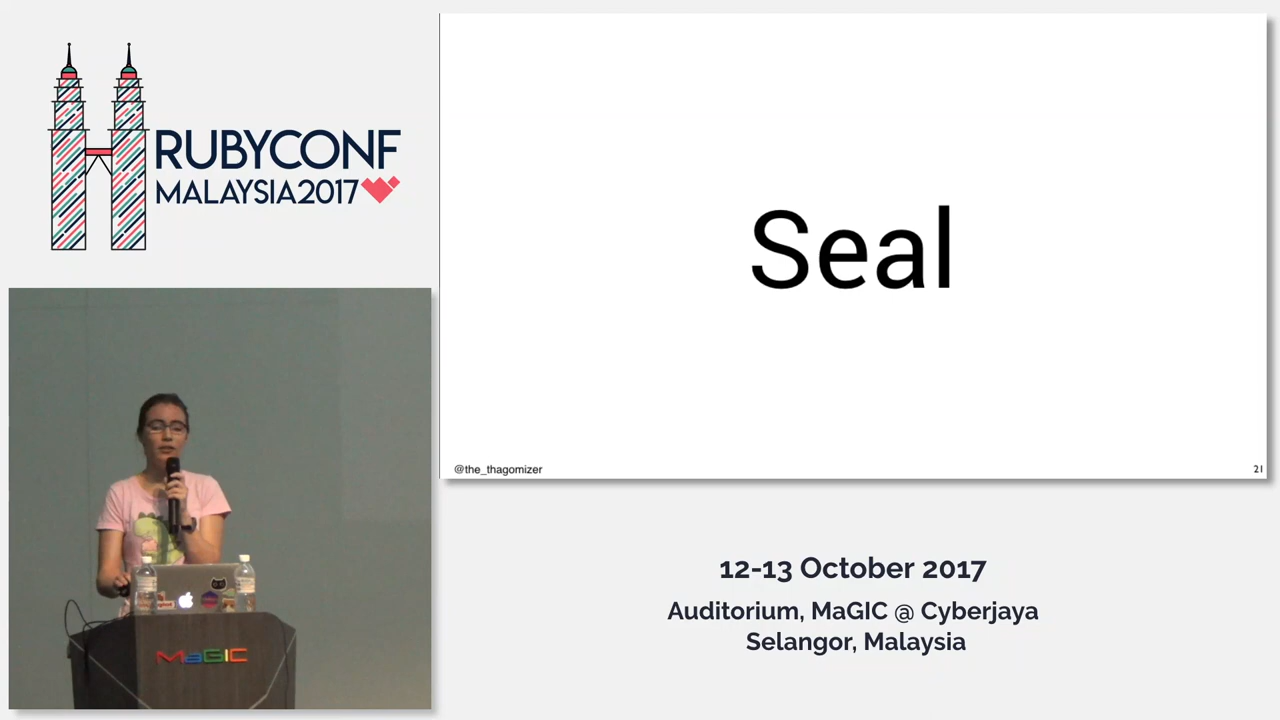 RUBYCONF
MALAYSIA2017
Seal
@the_thagomizer
21
12-13 October 2017
Auditorium, MaGIC @ Cyberjaya
Selangor, Malaysia
MaGIC